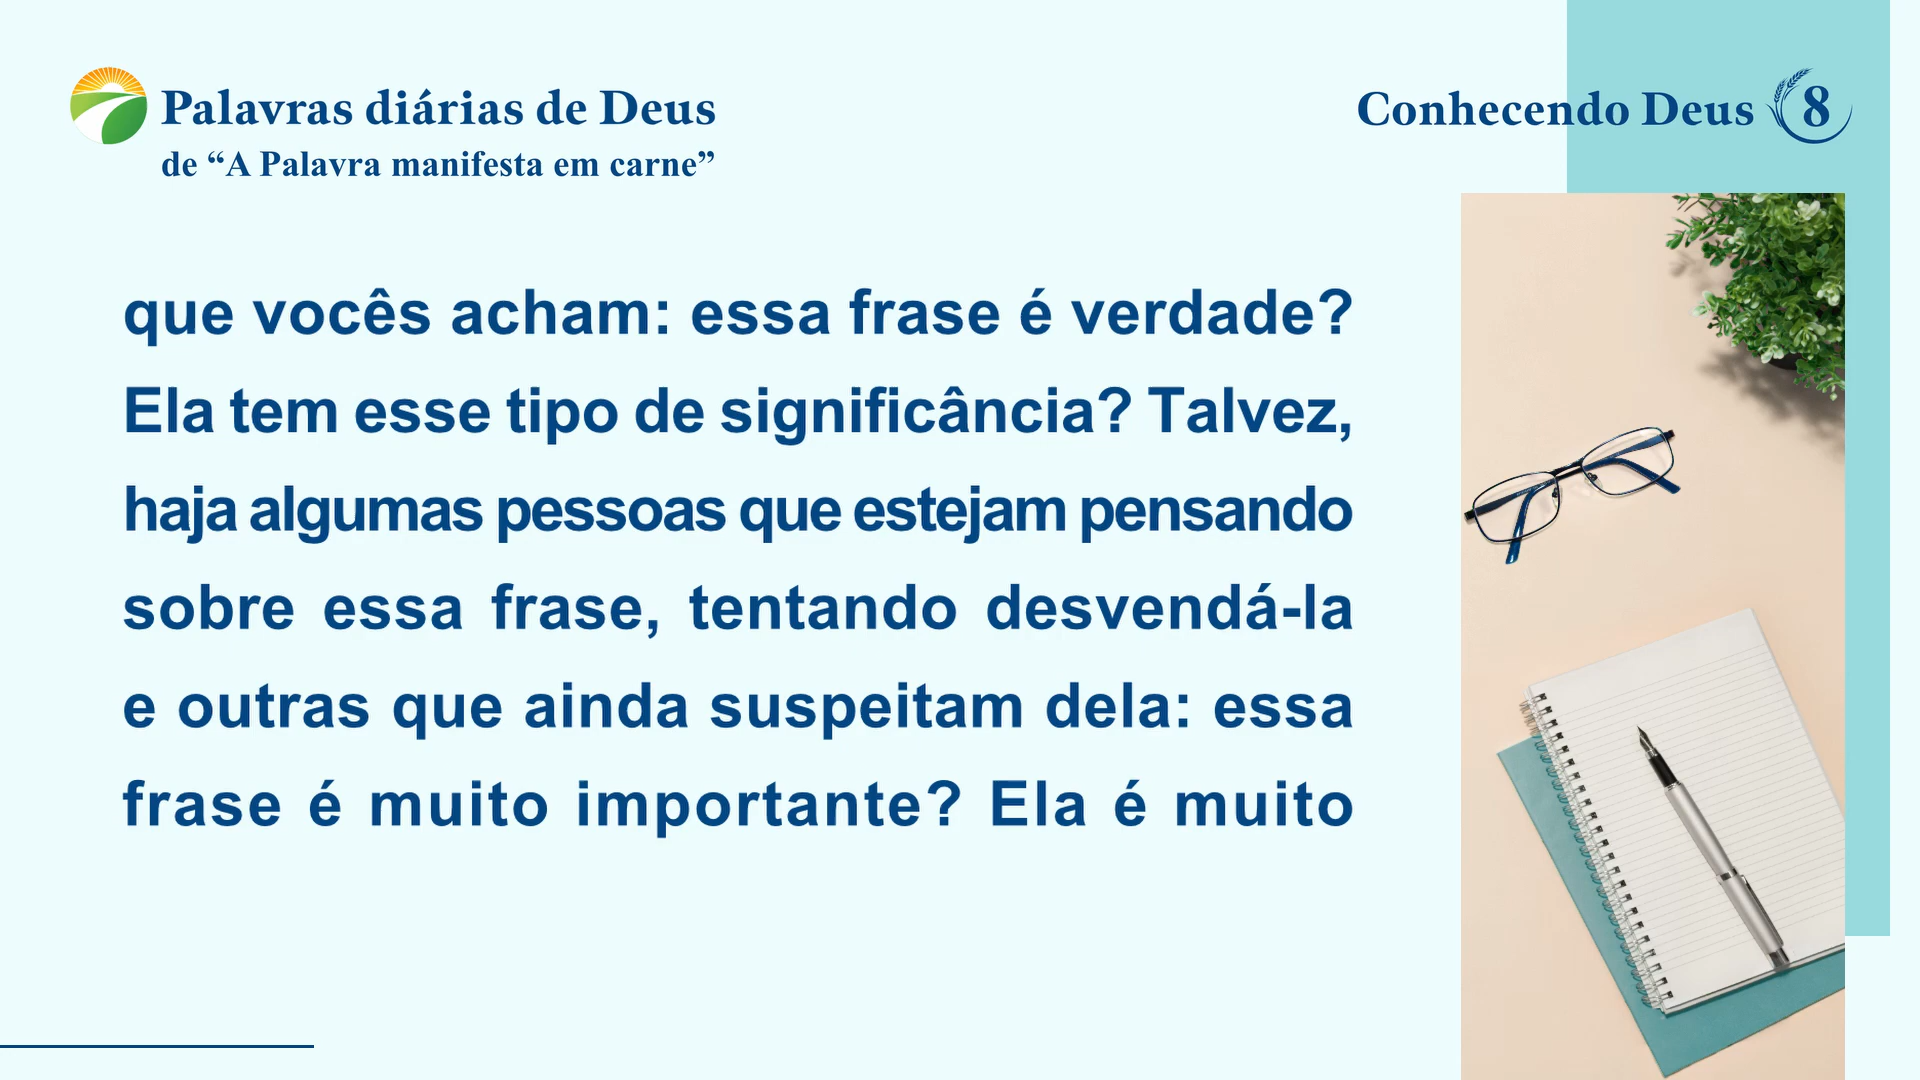 Palavras diárias de Deus
de “A Palavra manifesta em carne”
Conhecendo Deus 8
que vocês acham: essa frase é verdade?
Ela tem esse tipo de significância? Talvez,
haja algumas pessoas que estejam pensando
sobre essa frase, tentando desvendá-la
e outras que ainda suspeitam dela: essa
frase é muito importante? Ela é muito